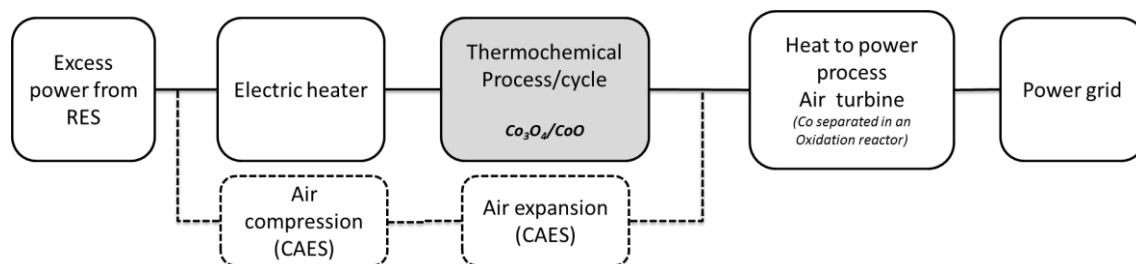 Excess
power from
RES
Electric heater
Thermochemical
Process/cycle
Co₃O₄/CoO
Heat to power
process
Air turbine
(Co separated in an
Oxidation reactor)
Power grid
Air
compression
(CAES)
Air expansion
(CAES)